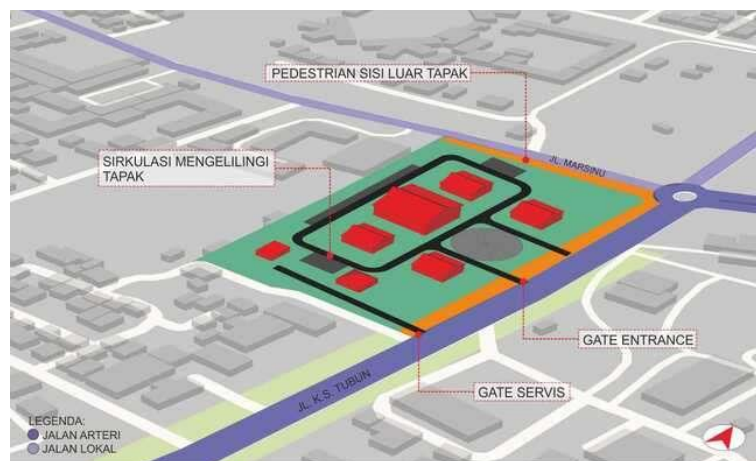 PEDESTRIAN SISI LUAR TAPAK
JL. MARSINU
SIRKULASI MENGELILINGI
TAPAK
GATE ENTRANCE
GATE SERVIS
JL. K.S. TUBUN
LEGENDA:
JALAN ARTERI
JALAN LOKAL